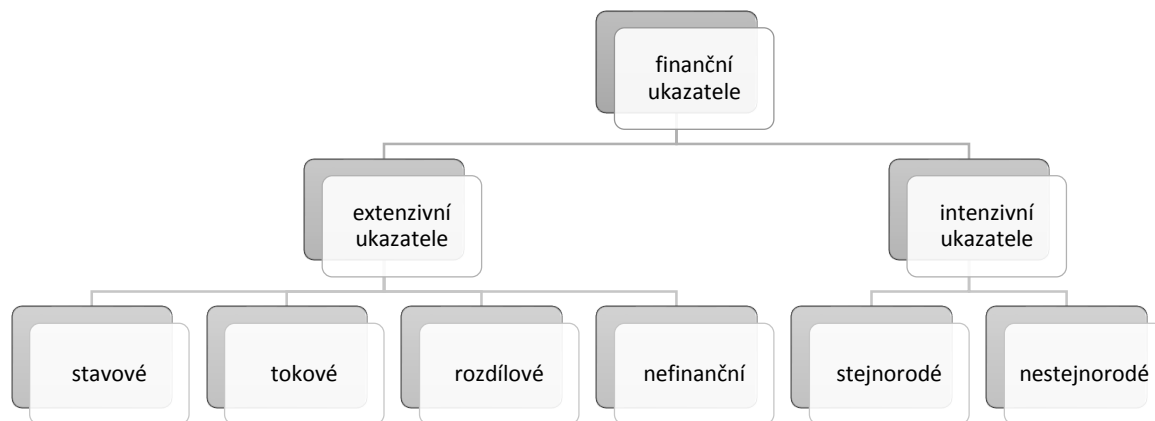 finanční
ukazatele
extenzivní
ukazatele
intenzivní
ukazatele
stavové
tokové
rozdílové
nefinanční
stejnorodé
nestejnorodé